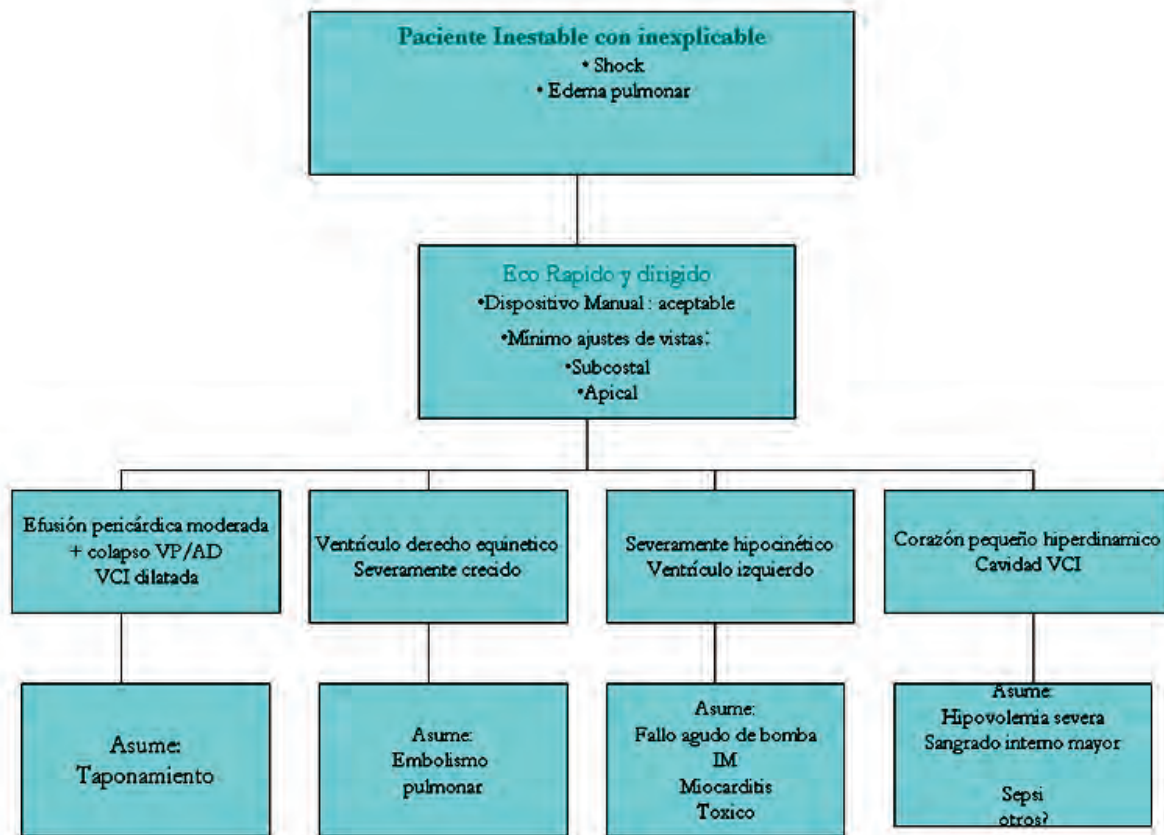 Paciente Inestable con inexplicable
• Shock
• Edema pulmonar
Eco Rapido y dirigido
•Dispositivo Manual : aceptable
•Mínimo ajustes de vistas:
•Subcostal
•Apical
Efusión pericárdica moderada
+ colapso VP/AD
VCI dilatada
Ventrículo derecho equinetico
Severamente crecido
Severamente hipocinético
Ventrículo izquierdo
Corazón pequeño hiperdinamico
Cavidad VCI
Asume:
Taponamiento
Asume:
Embolismo
pulmonar
Asume:
Fallo agudo de bomba
IM
Miocarditis
Toxico
Asume:
Hipovolemia severa
Sangrado interno mayor
Sepsi
otros?